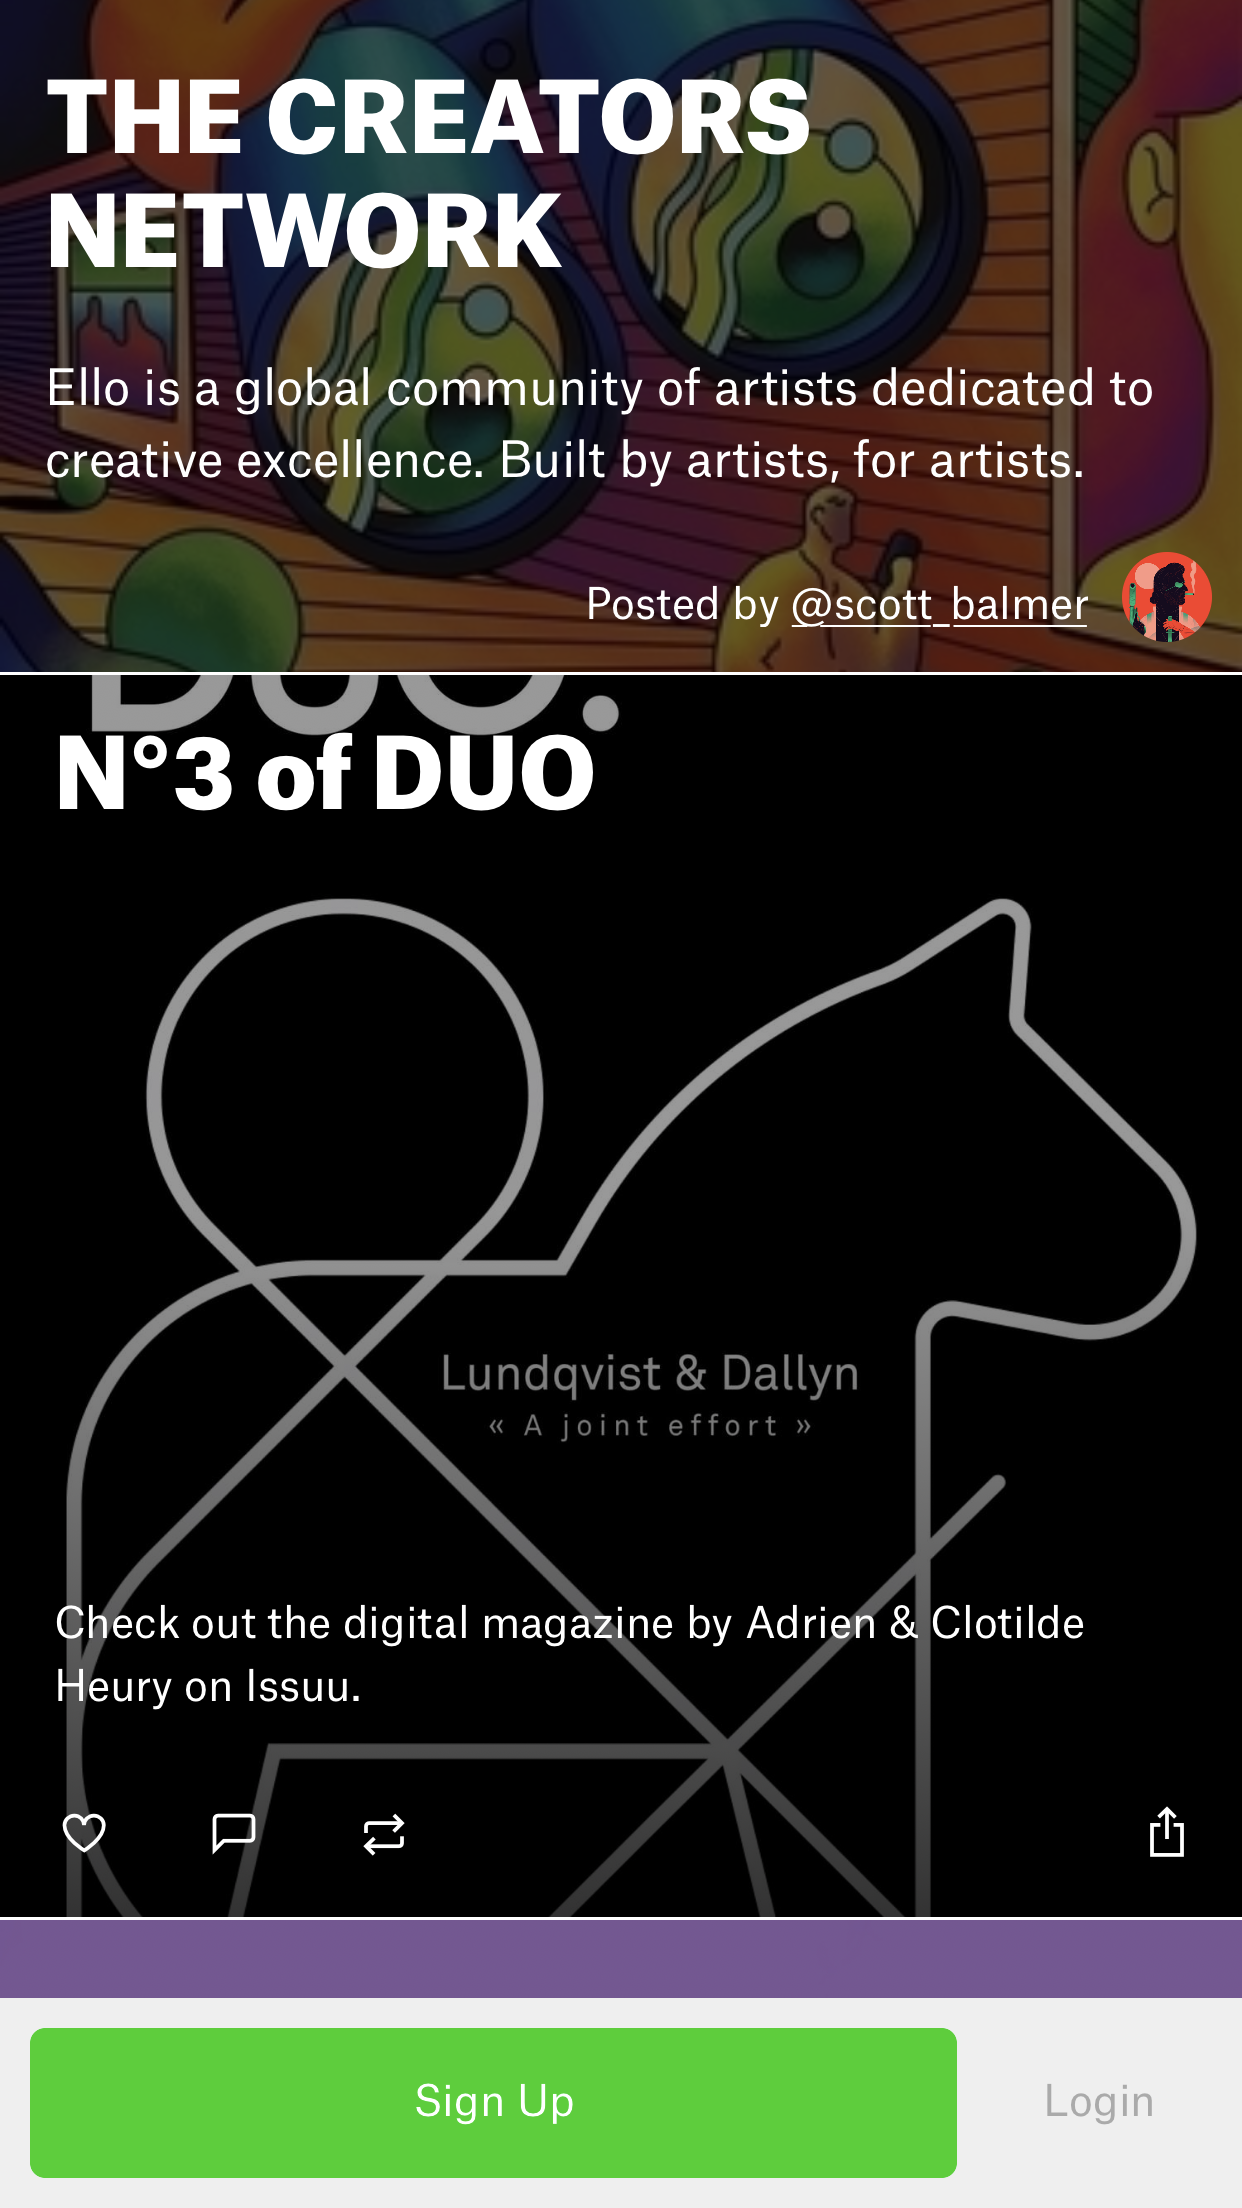 THE CREATORS
NETWORK
Ello is a global community of artists dedicated to
creative excellence. Built by artists, for artists.
Posted by @scott_balmer
DUO.
N°3 of DUO
Lundqvist & Dallyn
« A joint effort »
Check out the digital magazine by Adrien & Clotilde
Heury on Issuu.
Sign Up
Login